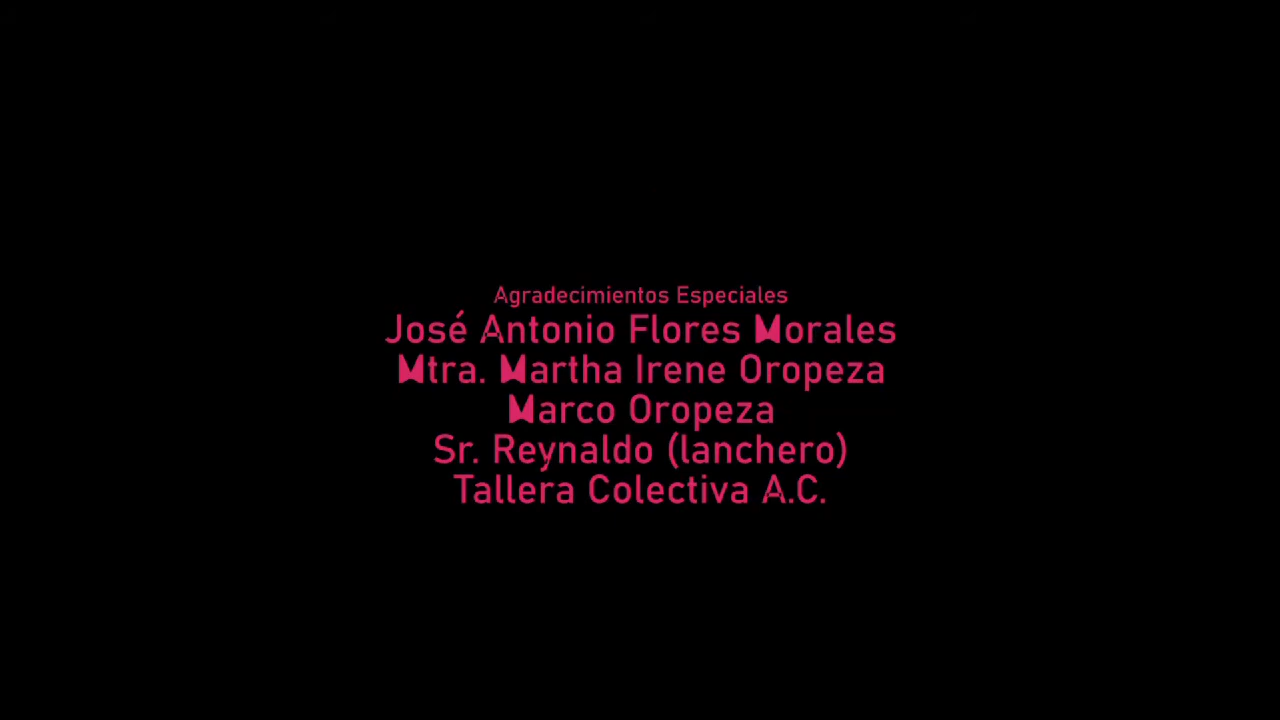 Agradecimientos Especiales
José Antonio Flores Morales
Mtra. Martha Irene Oropeza
Marco Oropeza
Sr. Reynaldo (lanchero)
Tallera Colectiva A.C.